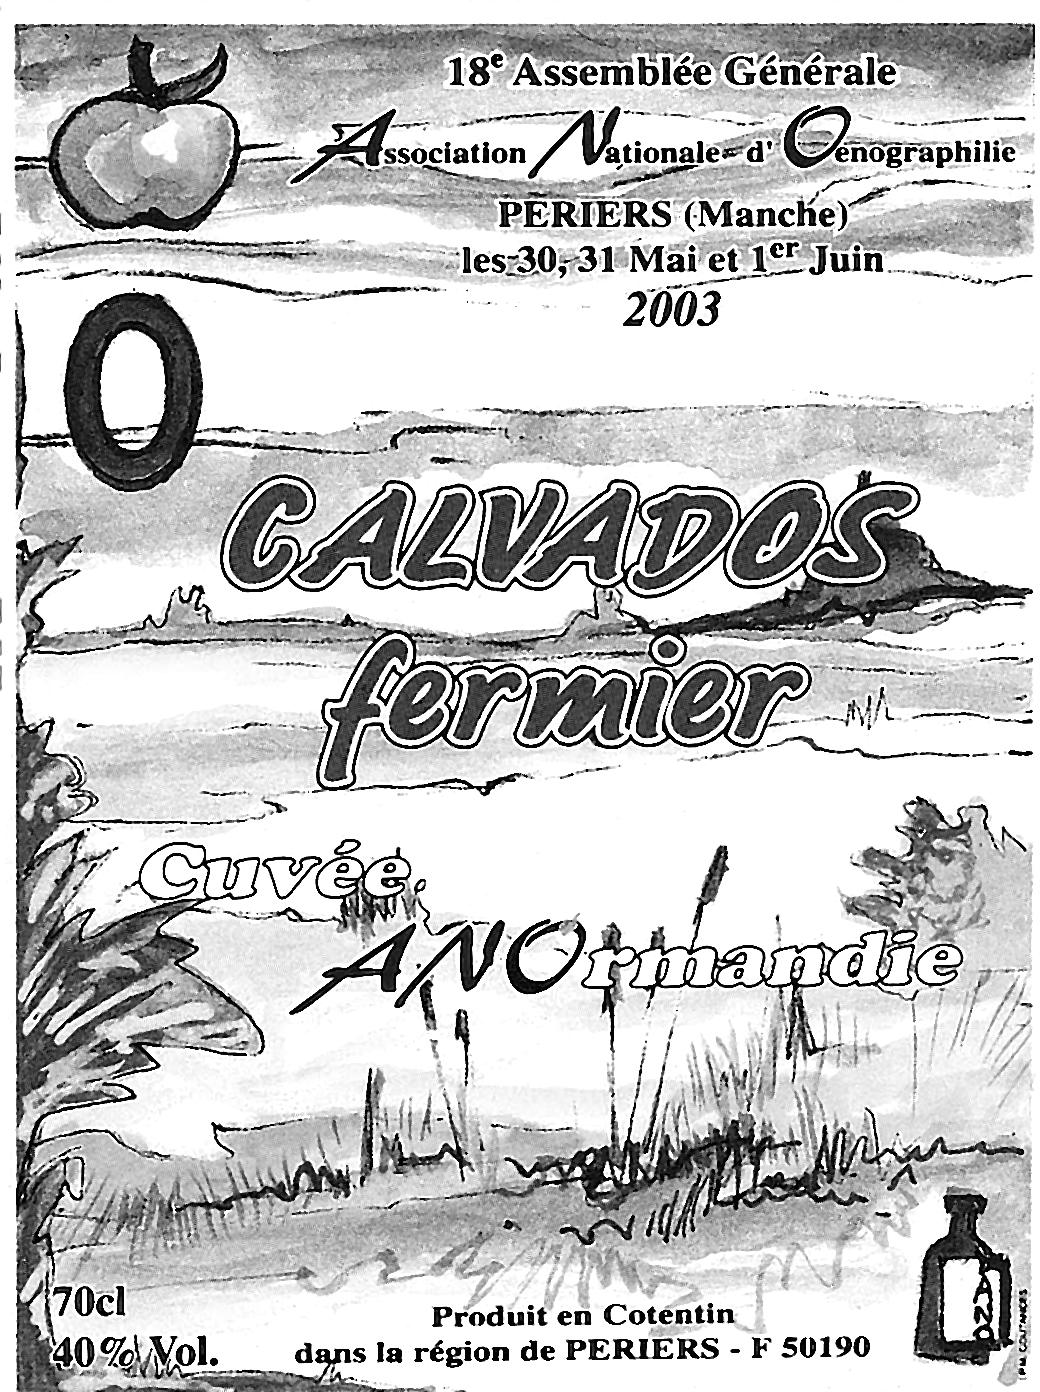 18e Assemblée Générale
Association Nationale d'Oenographilie
PERIERS (Manche)
les 30, 31 Mai et 1er Juin
2003
O
CALVADOS
fermier
Cuvée
ANOrmandie
70cl
40% Vol.
Produit en Cotentin
dans la région de PERIERS - F 50190
ANO
I.P.M. COUTANCES